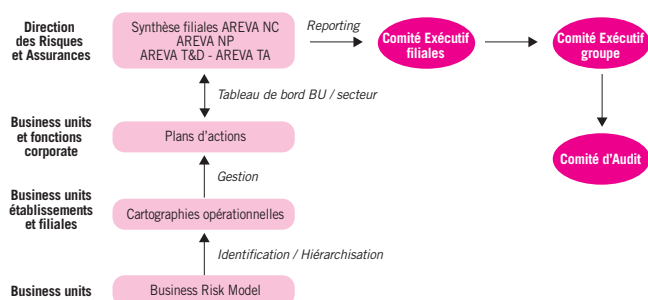 Direction
des Risques
et Assurances
Synthèse filiales AREVA NC
AREVA NP
AREVA T&D - AREVA TA
Reporting
Comité Exécutif
filiales
Comité Exécutif
groupe
Tableau de bord BU / secteur
Business units
et fonctions
corporate
Plans d'actions
Comité d'Audit
Gestion
Business units
établissements
et filiales
Cartographies opérationnelles
Identification / Hiérarchisation
Business units
Business Risk Model